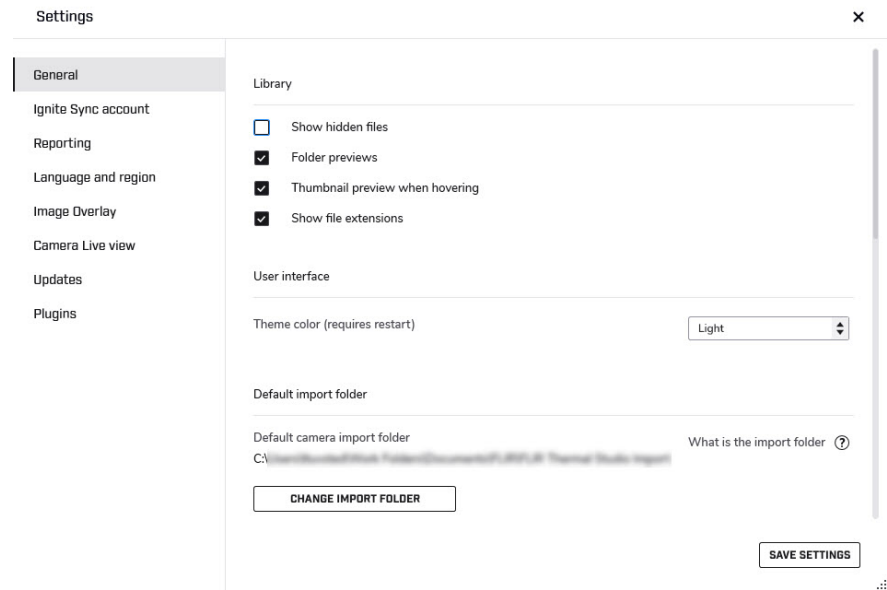 Settings
General
Ignite Sync account
Reporting
Language and region
Image Overlay
Camera Live view
Updates
Plugins
Library
Show hidden files
Folder previews
Thumbnail preview when hovering
Show file extensions
User interface
Theme color (requires restart)
Light
Default import folder
Default camera import folder
What is the import folder ?
C:\
CHANGE IMPORT FOLDER
SAVE SETTINGS